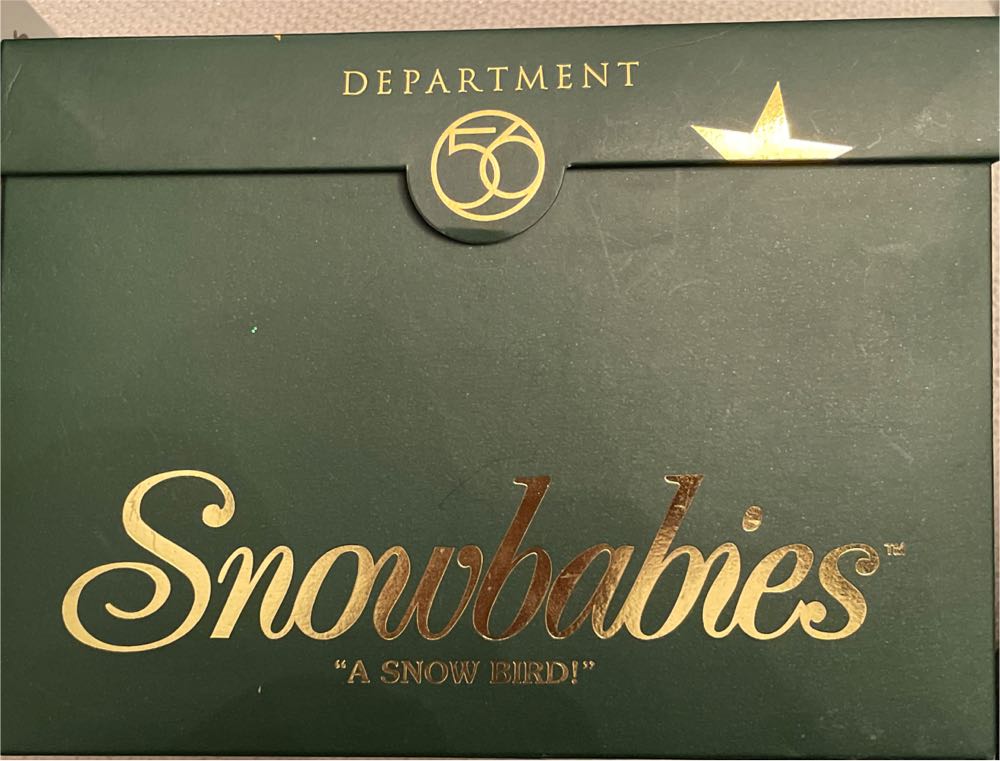 DEPARTMENT
56
Snowbabies™
"A SNOW BIRD!"